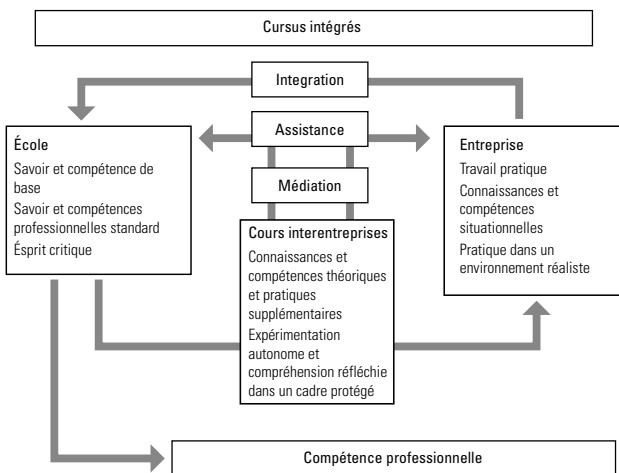 Cursus intégrés
Integration
Assistance
Médiation
École
Savoir et compétence de
base
Savoir et compétences
professionnelles standard
Ésprit critique
Cours interentreprises
Connaissances et
compétences théoriques
et pratiques
supplémentaires
Expérimentation
autonome et
compréhension réfléchie
dans un cadre protégé
Entreprise
Travail pratique
Connaissances et
compétences
situationnelles
Pratique dans un
environnement réaliste
Compétence professionnelle